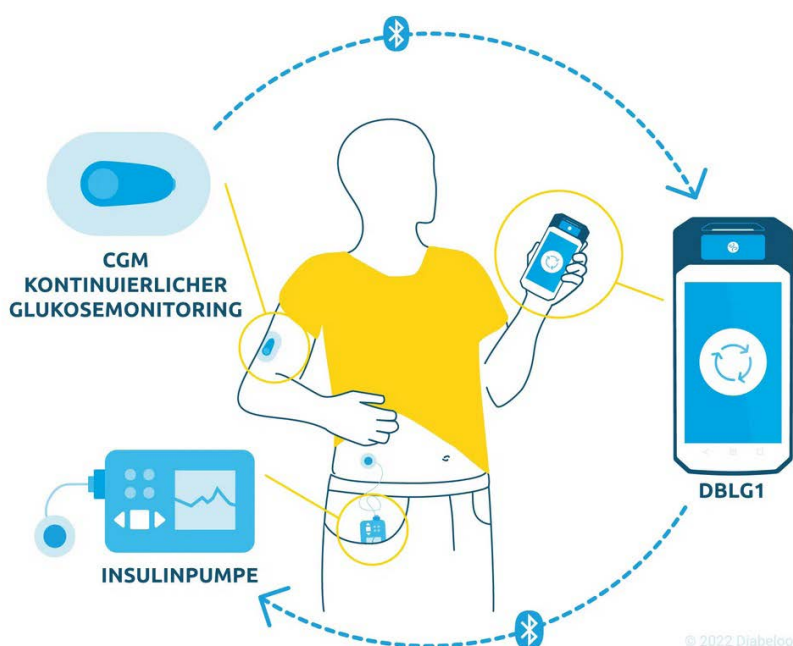 CGM
KONTINUIERLICHER
GLUKOSEMONITORING
DBLG1
INSULINPUMPE
© 2022 Diabeloop